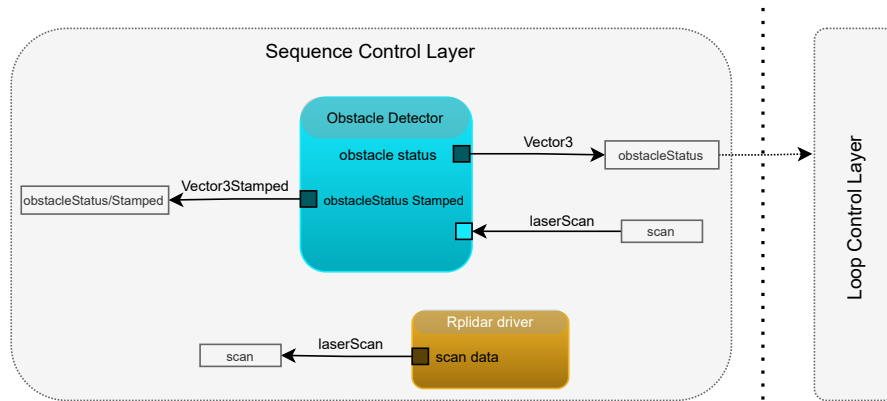 Sequence Control Layer
Obstacle Detector
obstacle status
Vector3
obstacleStatus
Vector3Stamped
obstacleStatus/Stamped
obstacleStatus Stamped
laserScan
scan
Rplidar driver
laserScan
scan
scan data
Loop Control Layer